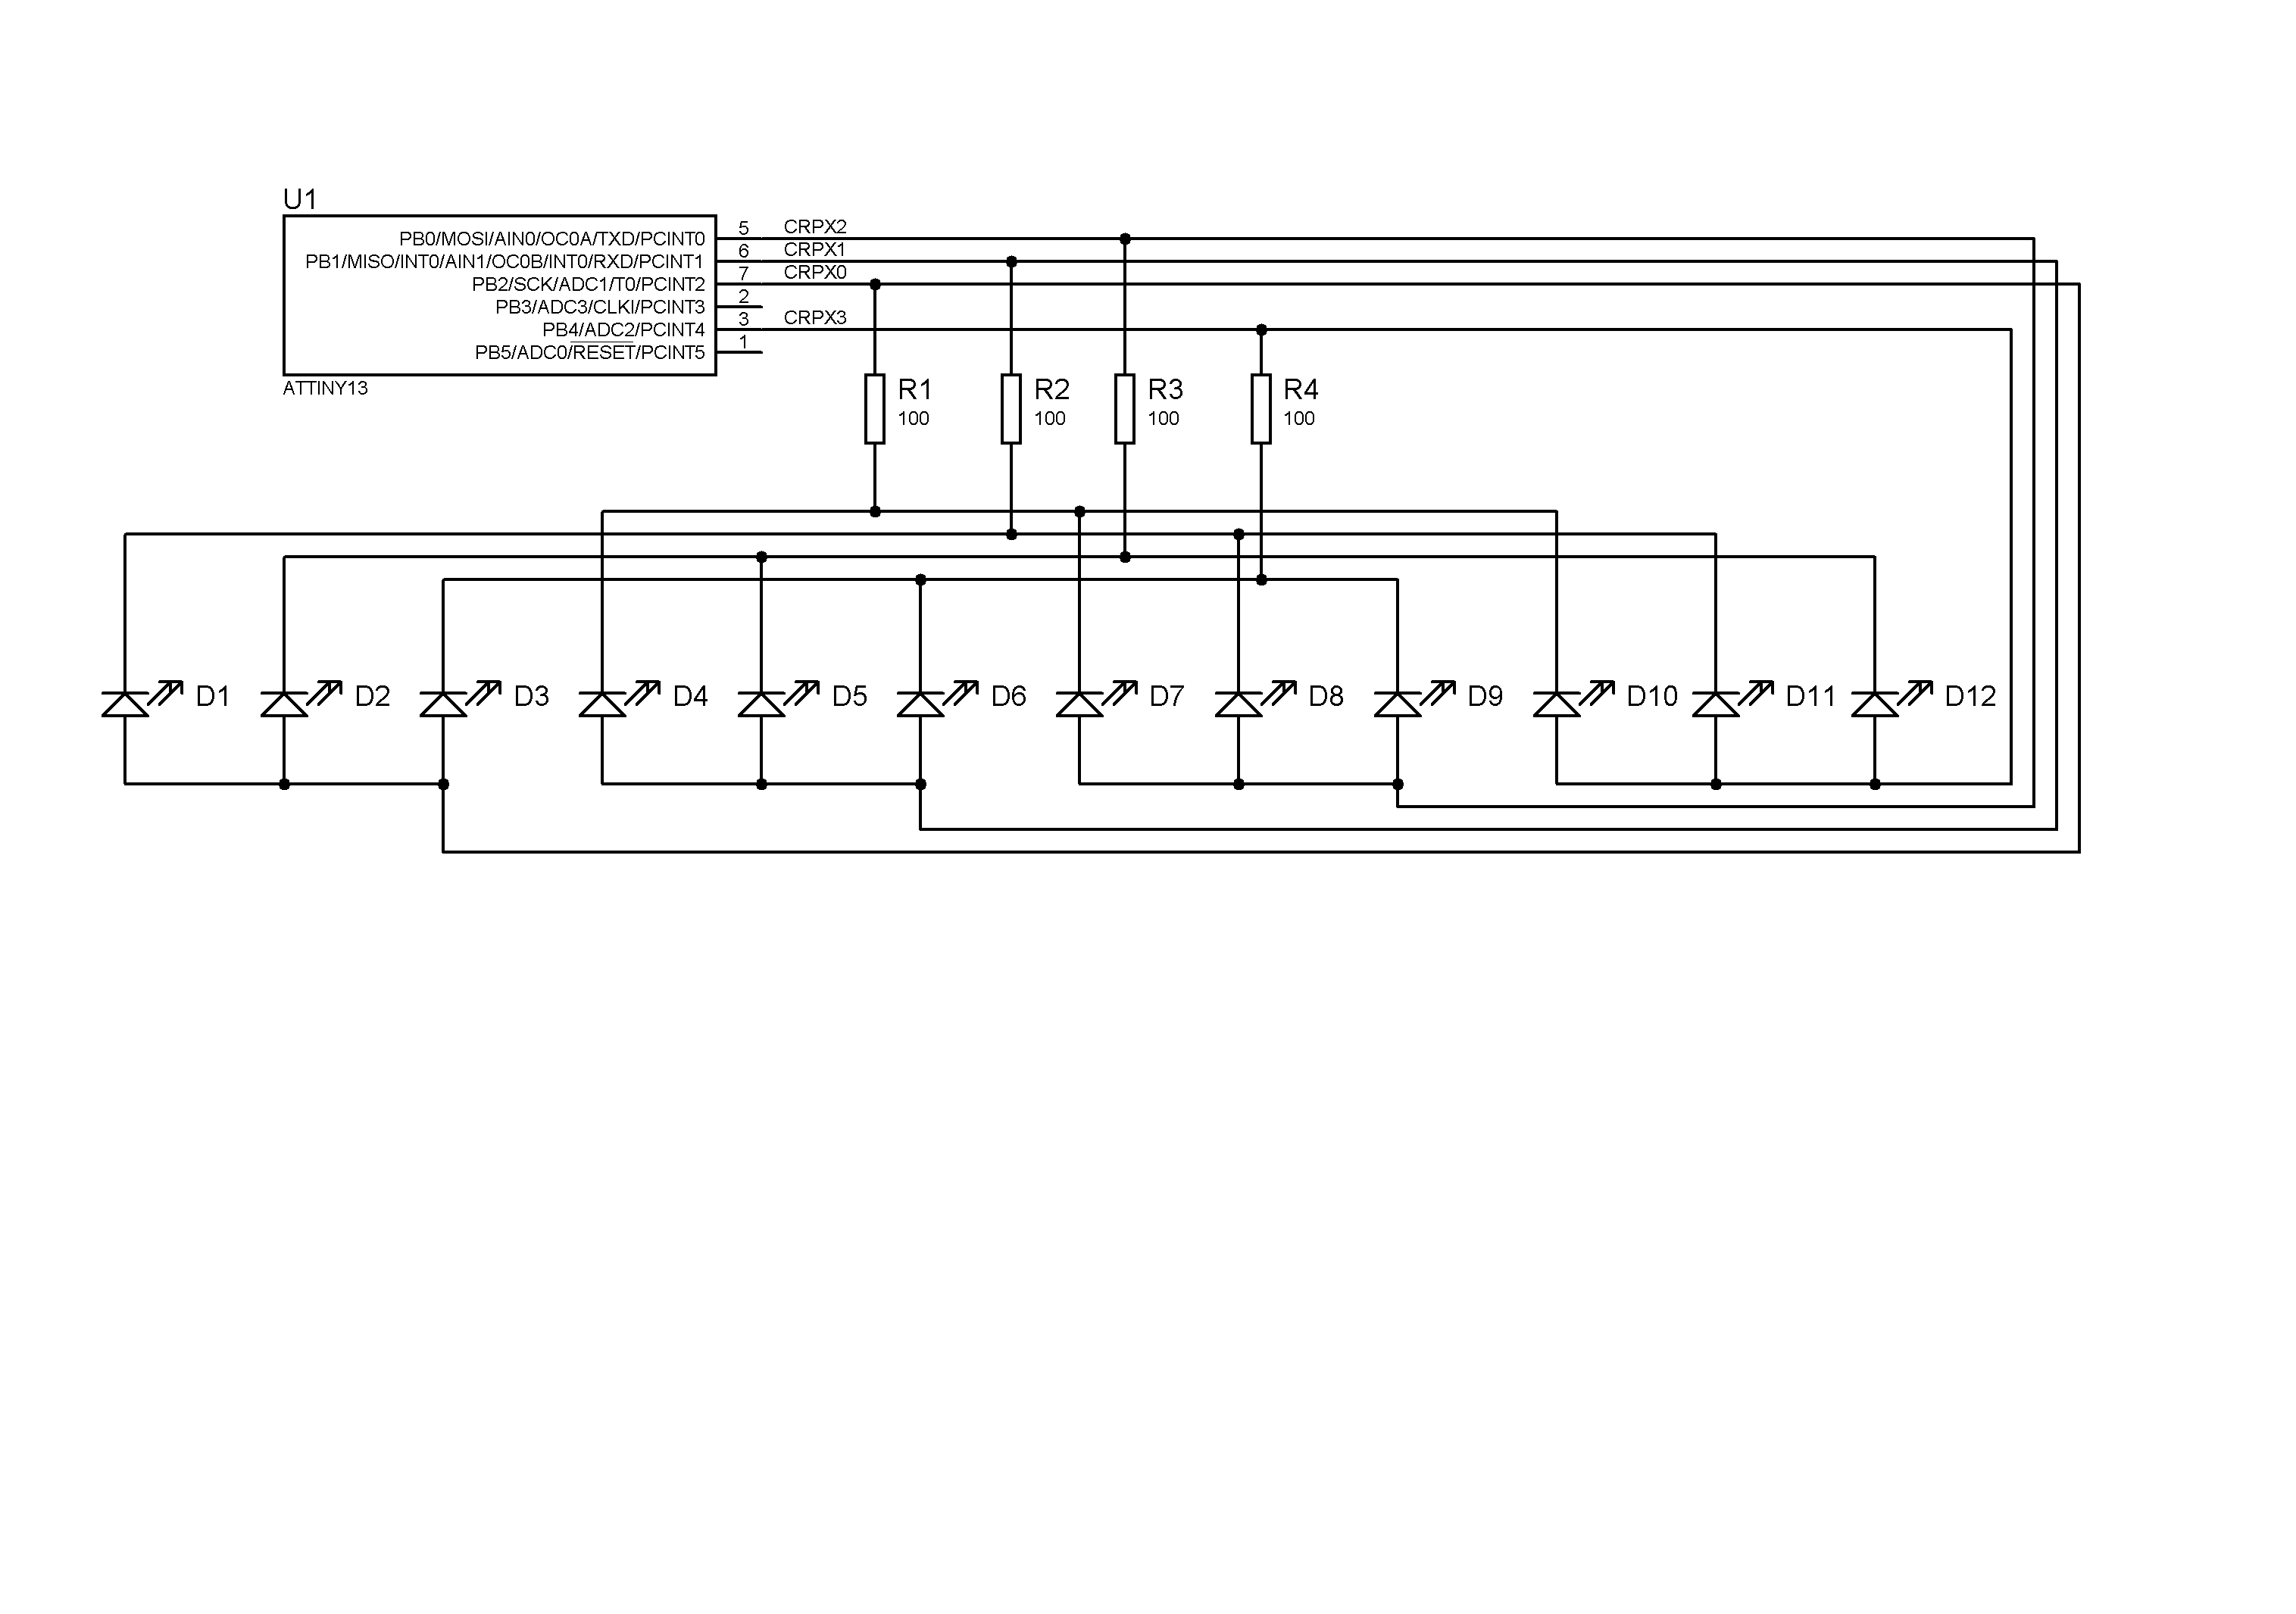 U1
PB0/MOSI/AIN0/OC0A/TXD/PCINT0 5 CRPX2
PB1/MISO/INT0/AIN1/OC0B/INT0/RXD/PCINT1 6 CRPX1
PB2/SCK/ADC1/T0/PCINT2 7 CRPX0
PB3/ADC3/CLKI/PCINT3 2
PB4/ADC2/PCINT4 3 CRPX3
PB5/ADC0/RESET/PCINT5 1
ATTINY13
R1 R2 R3 R4
100 100 100 100
D1 D2 D3 D4 D5 D6 D7 D8 D9 D10 D11 D12